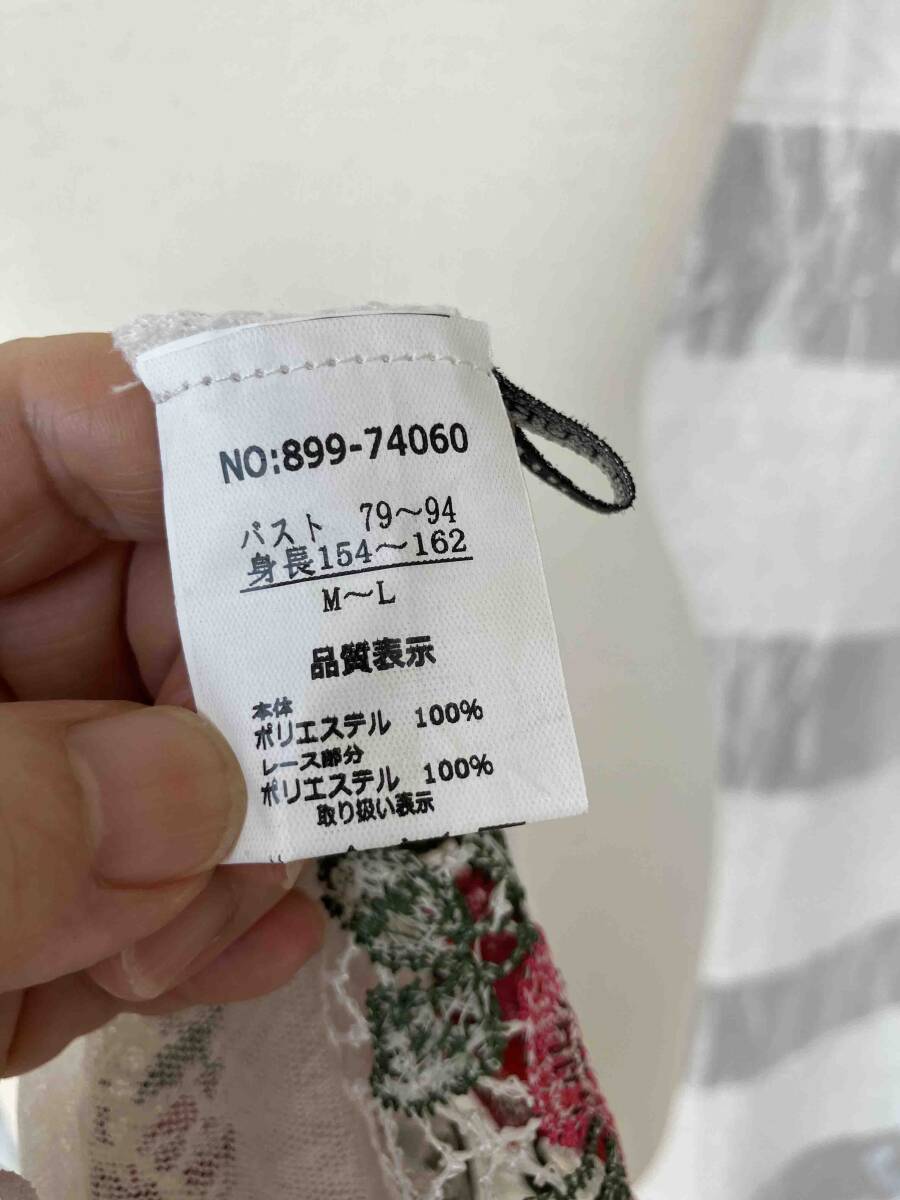 NO:899-74060
バスト 79～94
身長154～162
M～L
品質表示
本体
ポリエステル 100%
レース部分
ポリエステル 100%
取り扱い表示